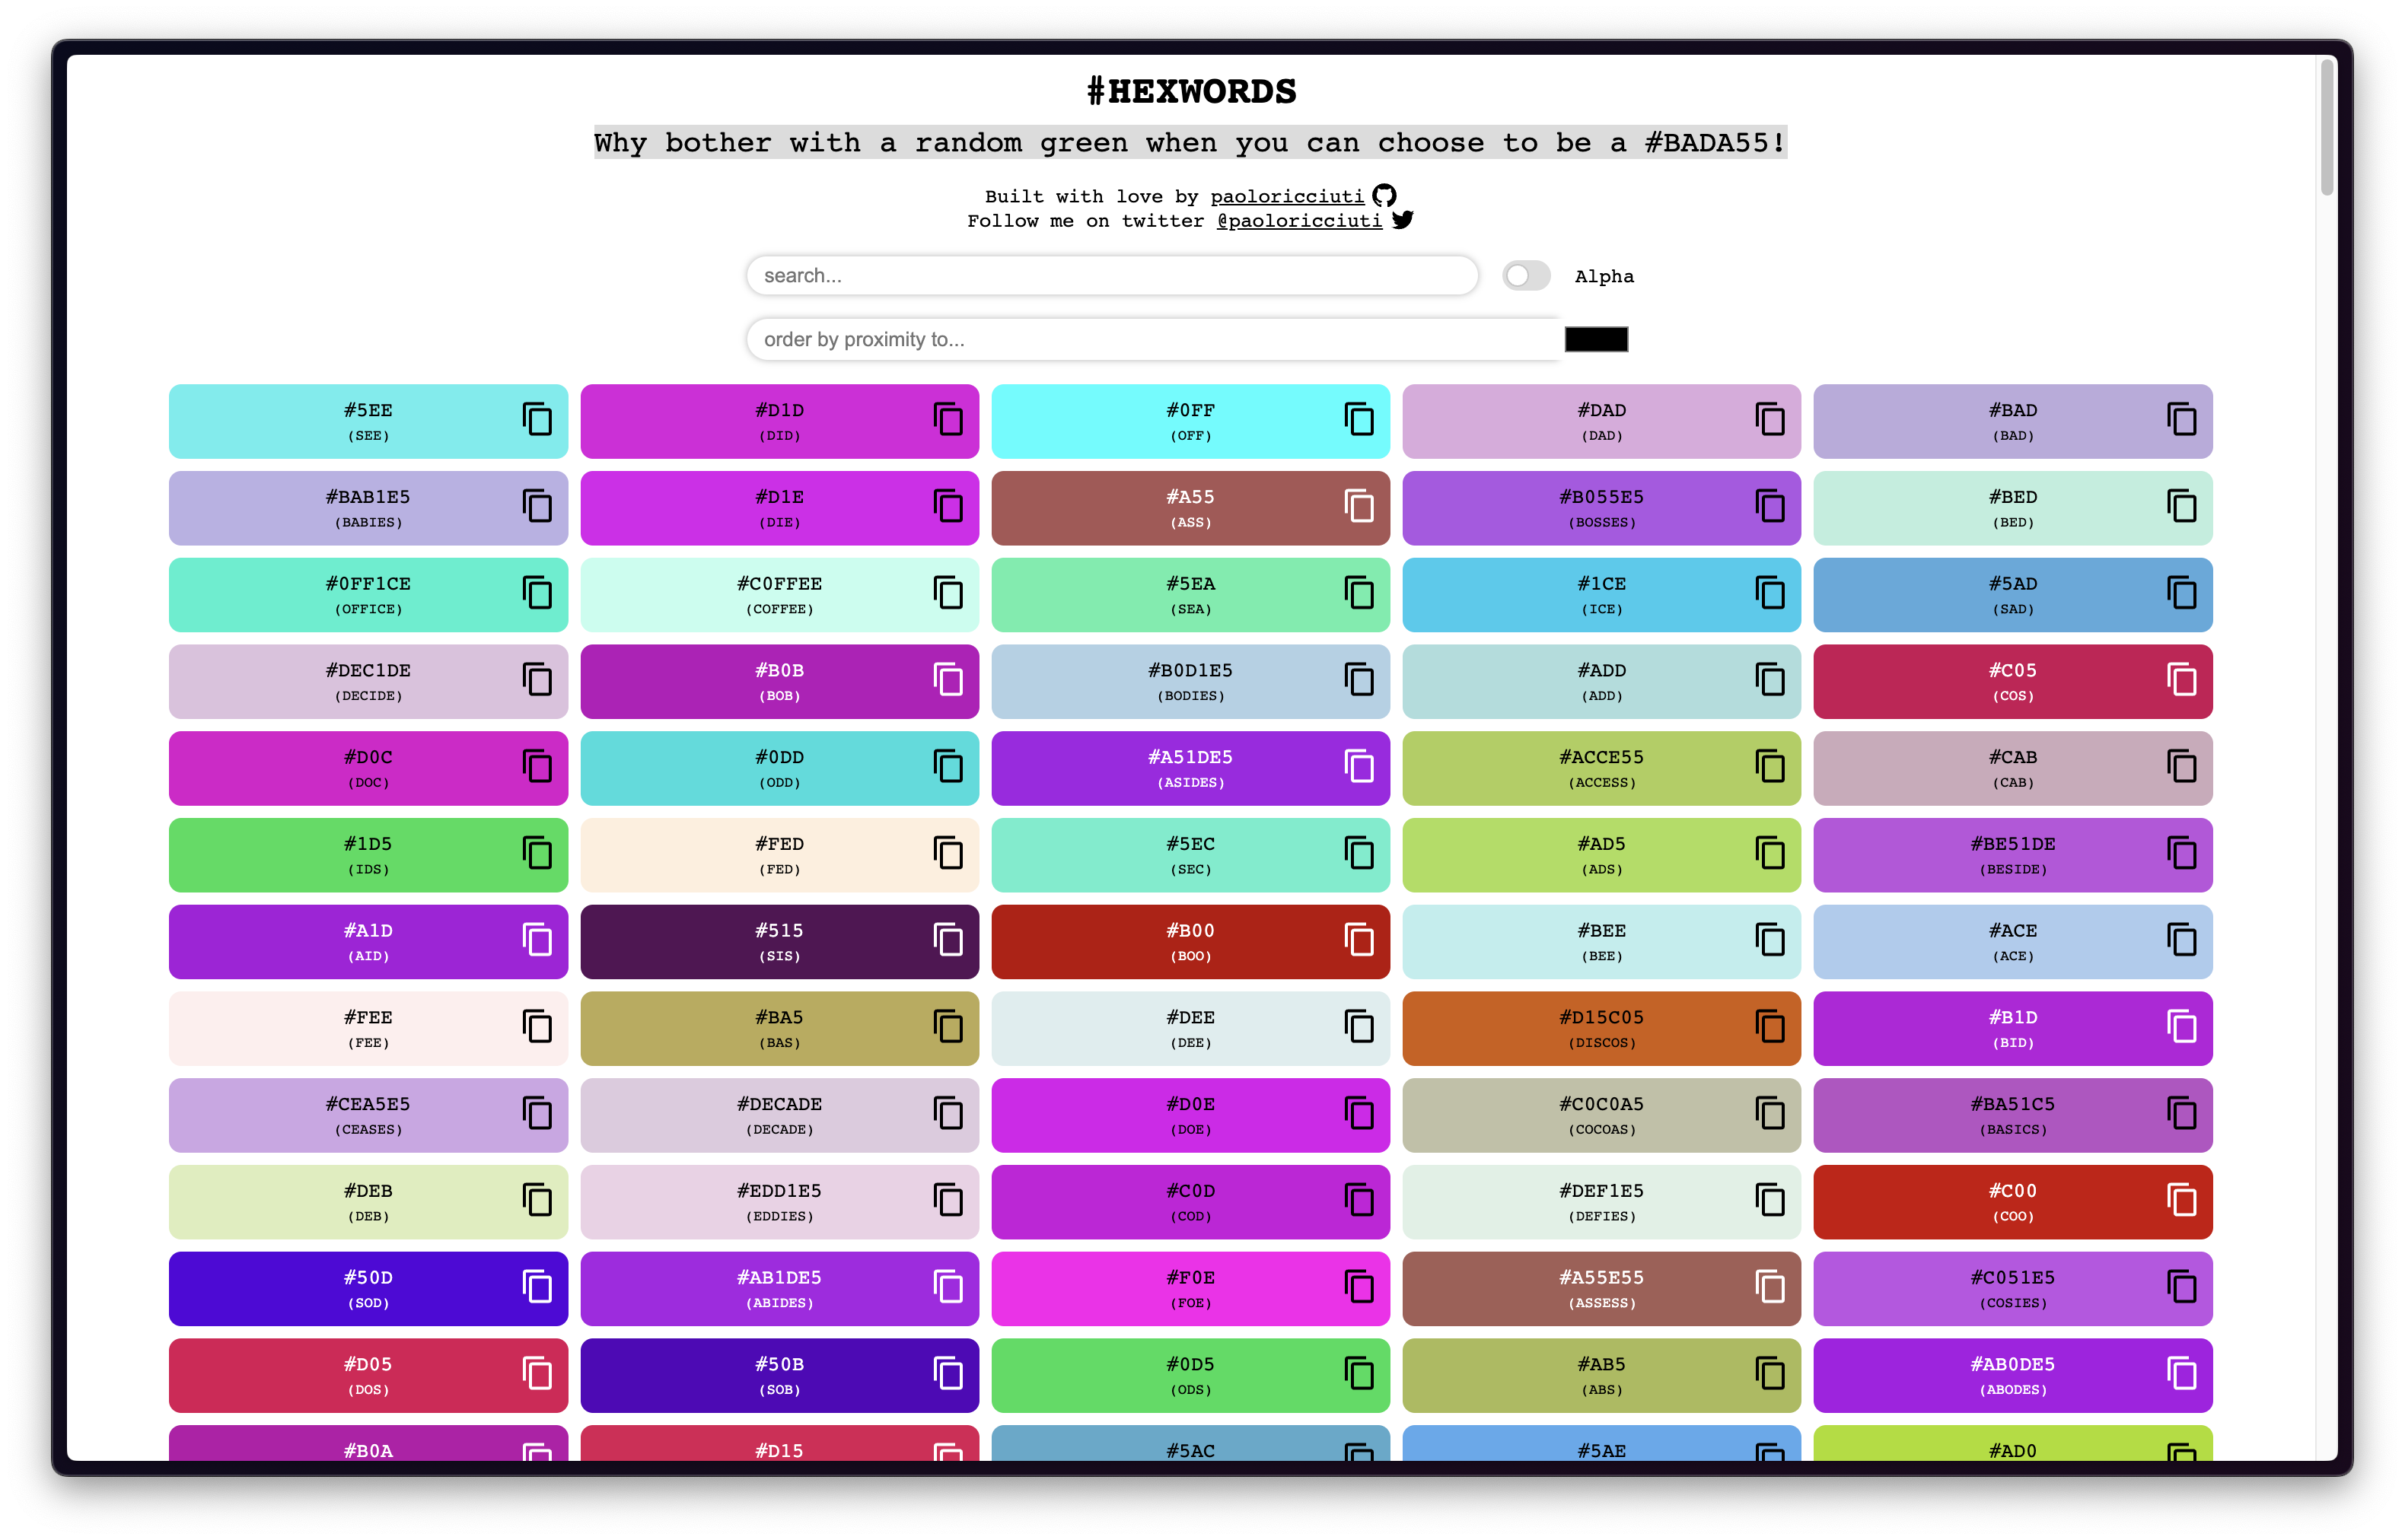 #HEXWORDS
Why bother with a random green when you can choose to be a #BADA55!
Built with love by paoloricciuti
Follow me on twitter @paoloricciuti
search...
Alpha
order by proximity to...
#5EE
(SEE)
#D1D
(DID)
#0FF
(OFF)
#DAD
(DAD)
#BAD
(BAD)
#BAB1E5
(BABIES)
#D1E
(DIE)
#A55
(ASS)
#B055E5
(BOSSES)
#BED
(BED)
#0FF1CE
(OFFICE)
#C0FFEE
(COFFEE)
#5EA
(SEA)
#1CE
(ICE)
#5AD
(SAD)
#DEC1DE
(DECIDE)
#B0B
(BOB)
#B0D1E5
(BODIES)
#ADD
(ADD)
#C05
(COS)
#D0C
(DOC)
#0DD
(ODD)
#A51DE5
(ASIDES)
#ACCE55
(ACCESS)
#CAB
(CAB)
#1D5
(IDS)
#FED
(FED)
#5EC
(SEC)
#AD5
(ADS)
#BE51DE
(BESIDE)
#A1D
(AID)
#515
(SIS)
#B00
(BOO)
#BEE
(BEE)
#ACE
(ACE)
#FEE
(FEE)
#BA5
(BAS)
#DEE
(DEE)
#D15C05
(DISCOS)
#B1D
(BID)
#CEA5E5
(CEASES)
#DECADE
(DECADE)
#D0E
(DOE)
#C0C0A5
(COCOAS)
#BA51C5
(BASICS)
#DEB
(DEB)
#EDD1E5
(EDDIES)
#C0D
(COD)
#DEF1E5
(DEFIES)
#C00
(COO)
#50D
(SOD)
#AB1DE5
(ABIDES)
#F0E
(FOE)
#A55E55
(ASSESS)
#C051E5
(COSIES)
#D05
(DOS)
#50B
(SOB)
#0D5
(ODS)
#AB5
(ABS)
#AB0DE5
(ABODES)
#B0A
#D15
#5AC
#5AE
#AD0